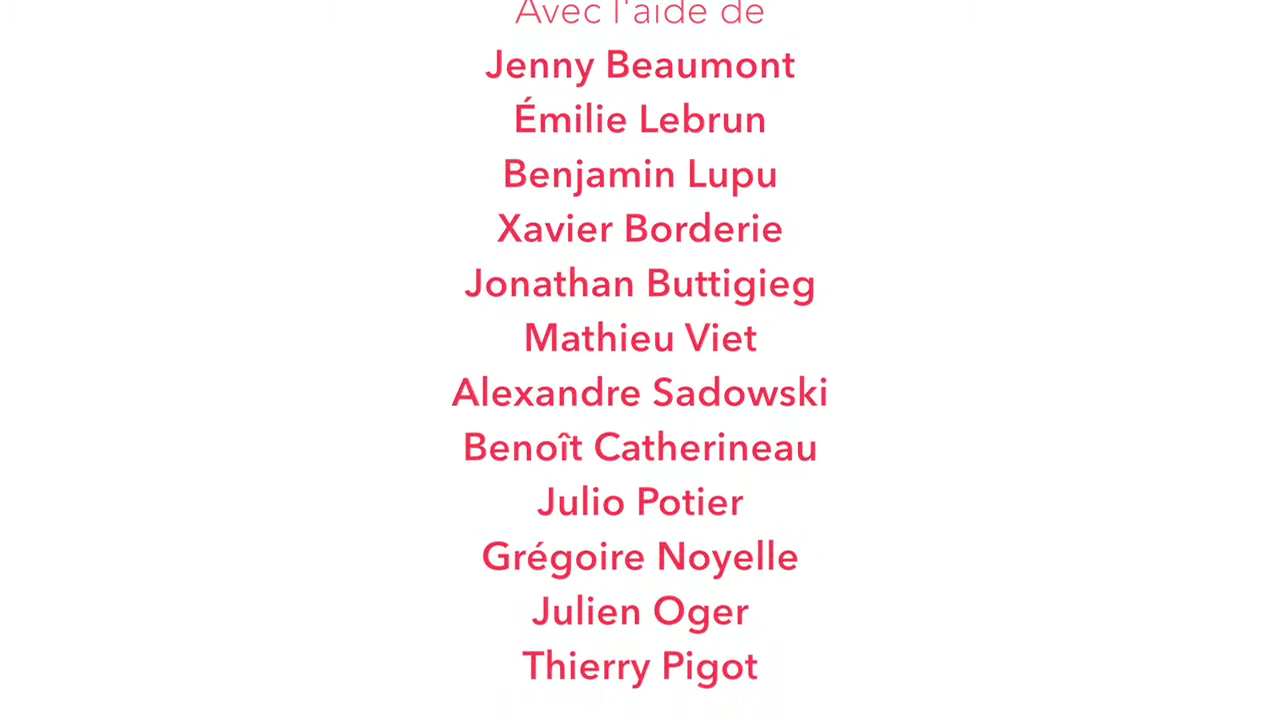 Avec l'aide de
Jenny Beaumont
Émilie Lebrun
Benjamin Lupu
Xavier Borderie
Jonathan Buttigieg
Mathieu Viet
Alexandre Sadowski
Benoît Catherineau
Julio Potier
Grégoire Noyelle
Julien Oger
Thierry Pigot